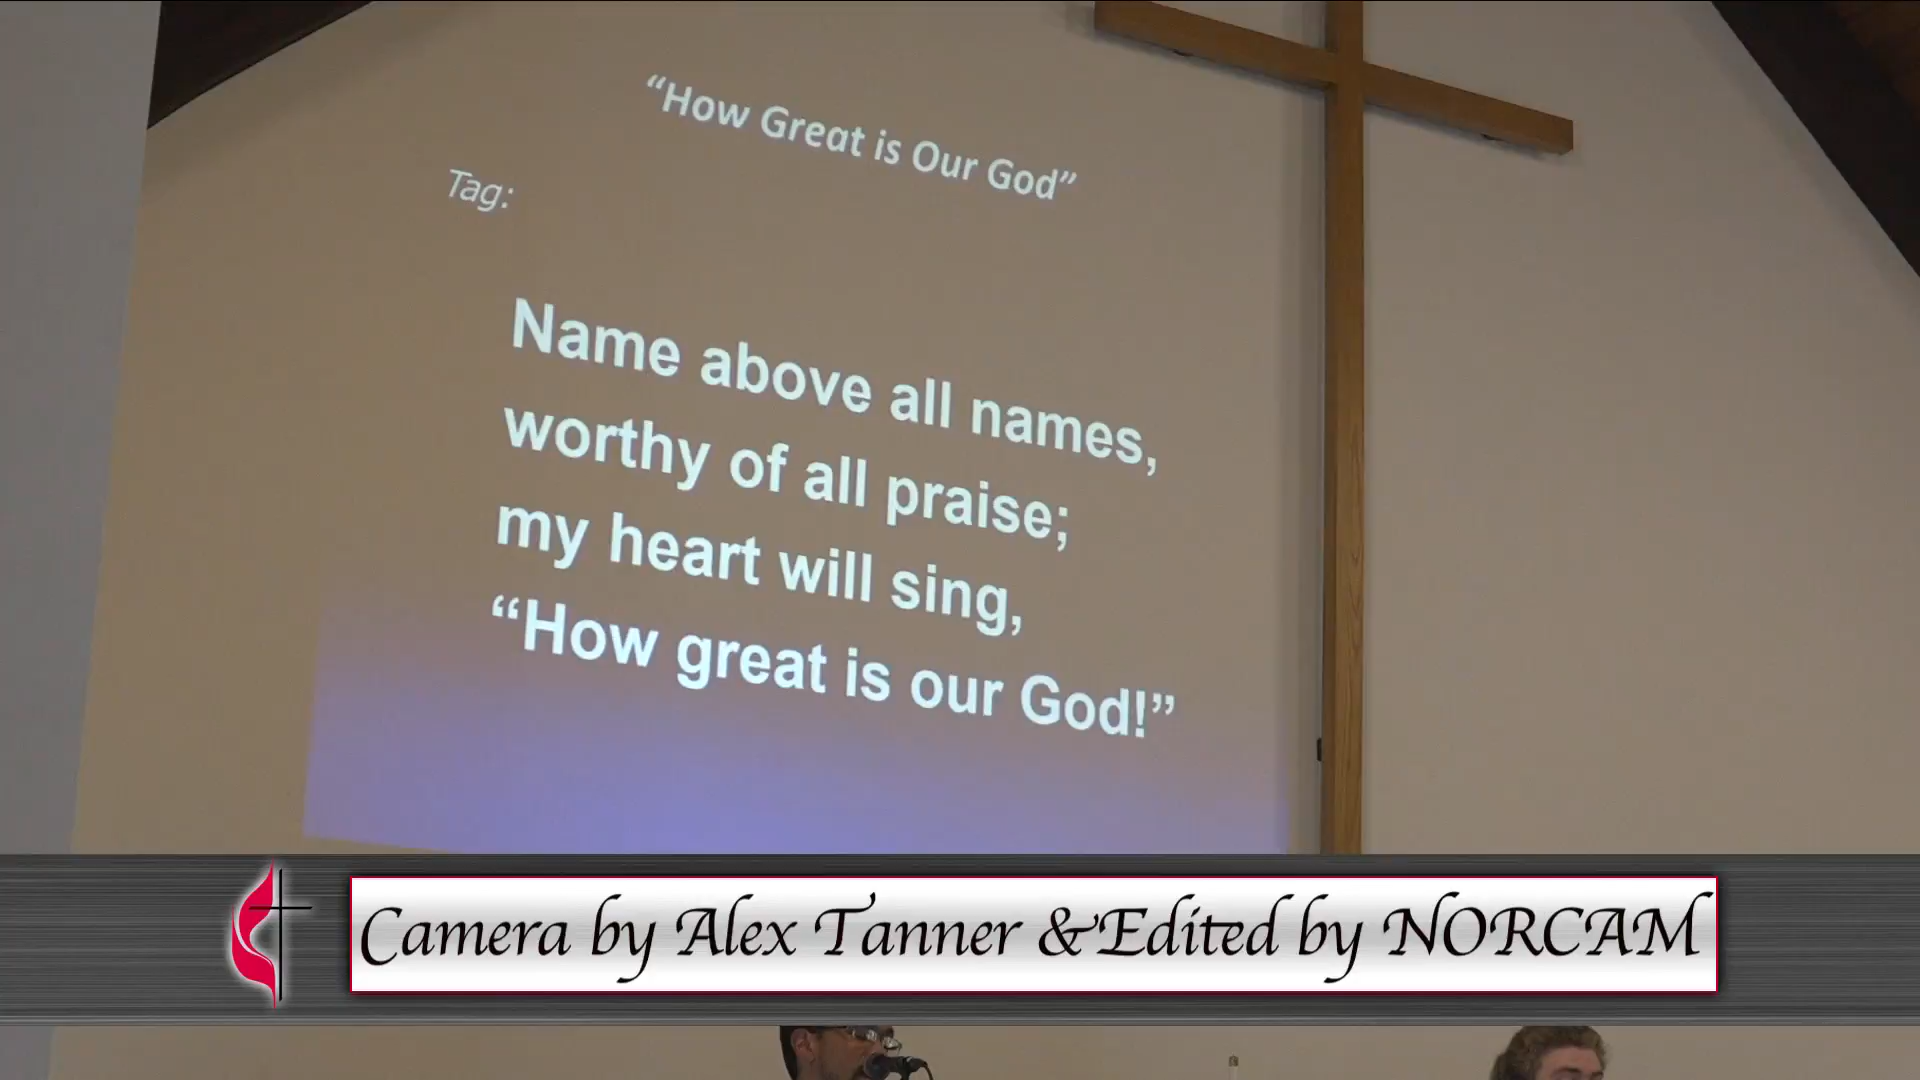 “How Great is Our God”
Tag:
Name above all names,
worthy of all praise;
my heart will sing,
“How great is our God!”
Camera by Alex Tanner & Edited by NORCAM